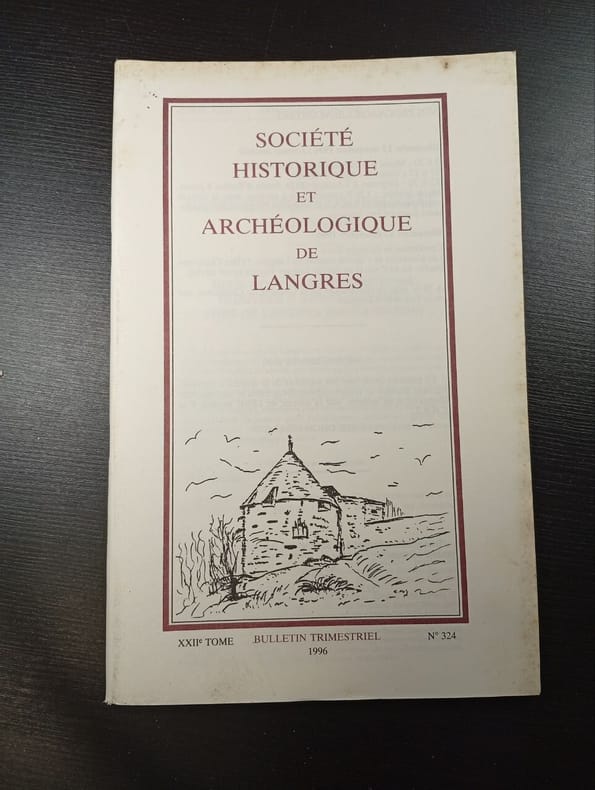 SOCIÉTÉ
HISTORIQUE
ET
ARCHÉOLOGIQUE
DE
LANGRES
XXIIe TOME BULLETIN TRIMESTRIEL N° 324
1996